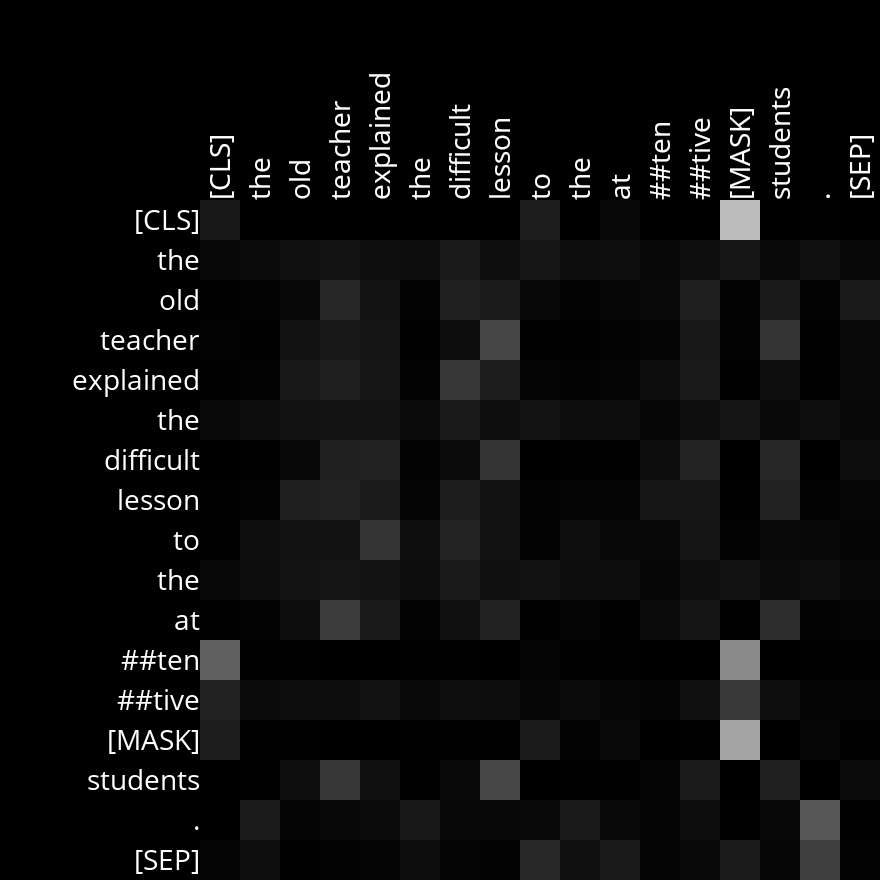 [CLS] the old teacher explained the difficult lesson to the at ##ten ##tive [MASK] students . [SEP]
[CLS]
the
old
teacher
explained
the
difficult
lesson
to
the
at
##ten
##tive
[MASK]
students
.
[SEP]